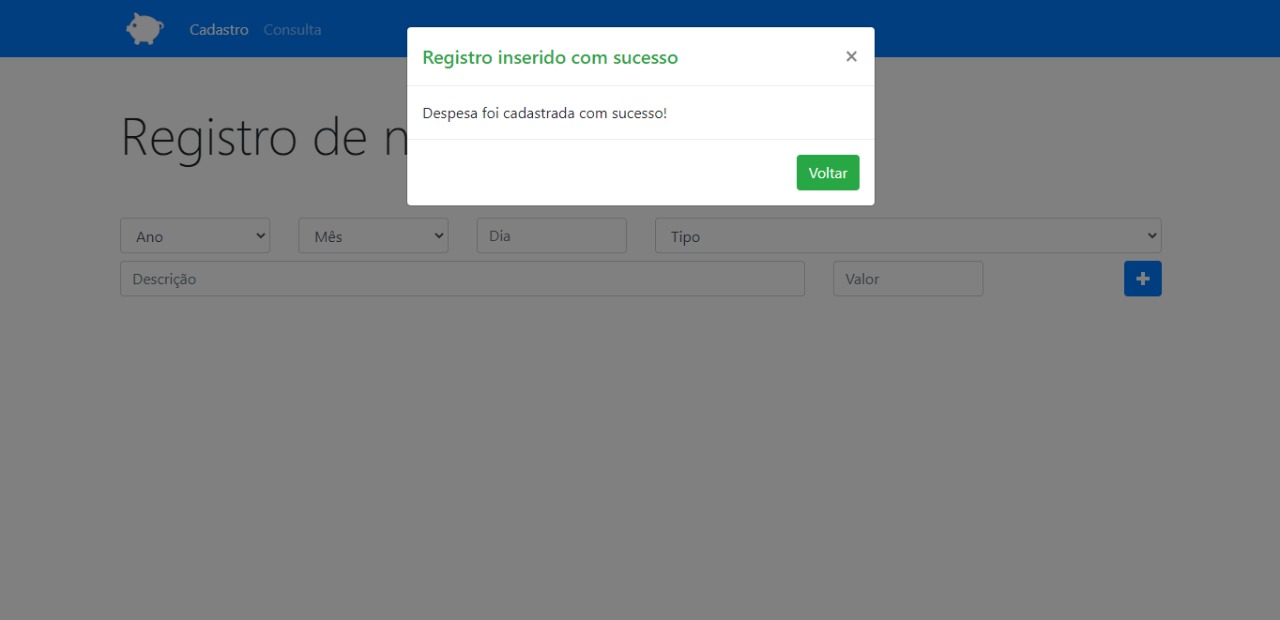 Cadastro Consulta
Registro inserido com sucesso ×
Despesa foi cadastrada com sucesso!
Voltar
Registro de
Ano Mês Dia Tipo
Descrição Valor